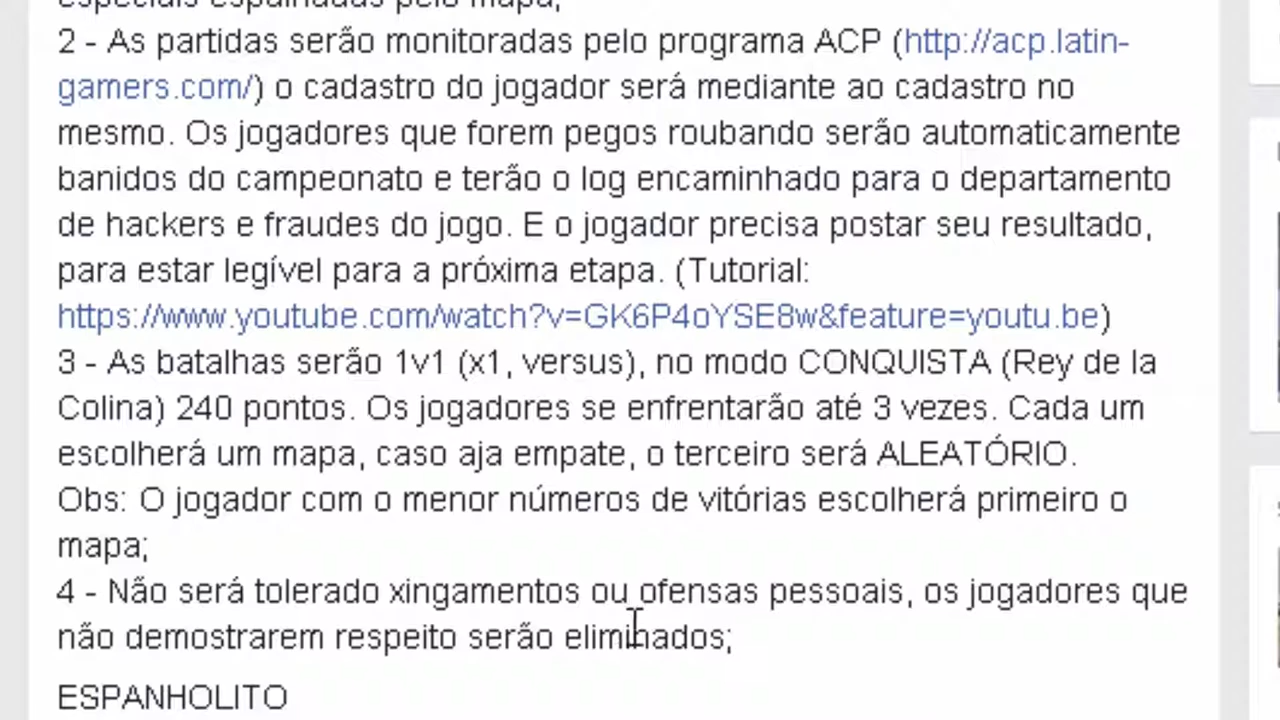 especiais espalhadas pelo mapa;
2 - As partidas serão monitoradas pelo programa ACP (http://acp.latin-
gamers.com/) o cadastro do jogador será mediante ao cadastro no
mesmo. Os jogadores que forem pegos roubando serão automaticamente
banidos do campeonato e terão o log encaminhado para o departamento
de hackers e fraudes do jogo. E o jogador precisa postar seu resultado,
para estar legível para a próxima etapa. (Tutorial:
https://www.youtube.com/watch?v=GK6P4oYSE8w&feature=youtu.be)
3 - As batalhas serão 1v1 (x1, versus), no modo CONQUISTA (Rey de la
Colina) 240 pontos. Os jogadores se enfrentarão até 3 vezes. Cada um
escolherá um mapa, caso aja empate, o terceiro será ALEATÓRIO.
Obs: O jogador com o menor números de vitórias escolherá primeiro o
mapa;
4 - Não será tolerado xingamentos ou ofensas pessoais, os jogadores que
não demostrarem respeito serão eliminados;
ESPANHOLITO